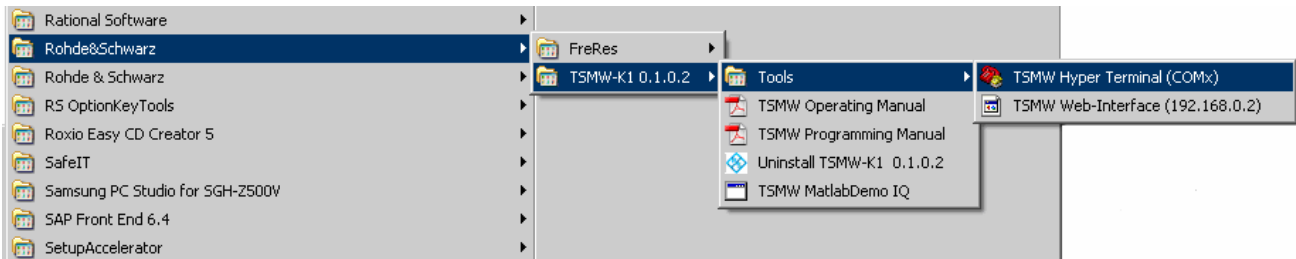 Rational Software
Rohde&Schwarz
Rohde & Schwarz
RS OptionKeyTools
Roxio Easy CD Creator 5
SafeIT
Samsung PC Studio for SGH-Z500V
SAP Front End 6.4
SetupAccelerator
FreRes
TSMW-K1 0.1.0.2
Tools
TSMW Operating Manual
TSMW Programming Manual
Uninstall TSMW-K1 0.1.0.2
TSMW MatlabDemo IQ
TSMW Hyper Terminal (COMx)
TSMW Web-Interface (192.168.0.2)